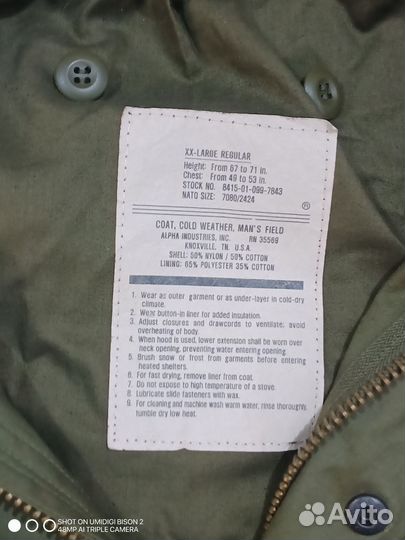 XX-LARGE REGULAR
Height: From 67 to 71 in.
Chest: From 49 to 53 in.
STOCK NO. 8415-01-099-7843
NATO SIZE: 7080/2424
®
COAT, COLD WEATHER, MAN'S FIELD
ALPHA INDUSTRIES, INC. RN 35569
KNOXVILLE, TN. U.S.A.
SHELL: 50% NYLON / 50% COTTON
LINING: 65% POLYESTER 35% COTTON
1. Wear as outer garment or as under-layer in cold-dry
climate.
2. Wear button-in liner for added insulation.
3. Adjust closures and drawcords to ventilate; avoid
overheating of body.
4. When hood is used, lower extension shall be worn over
neck opening, preventing water entering opening.
5. Brush snow or frost from garments before entering
heated shelters.
6. For fast drying, remove liner from coat.
7. Do not expose to high temperature of a stove.
8. Lubricate slide fasteners with wax.
9. For cleaning and machine wash warm water, rinse thoroughly,
tumble dry low heat.
SHOT ON UMIDIGI BISON 2
48MP AI TRIPLE CAMERA
Avito